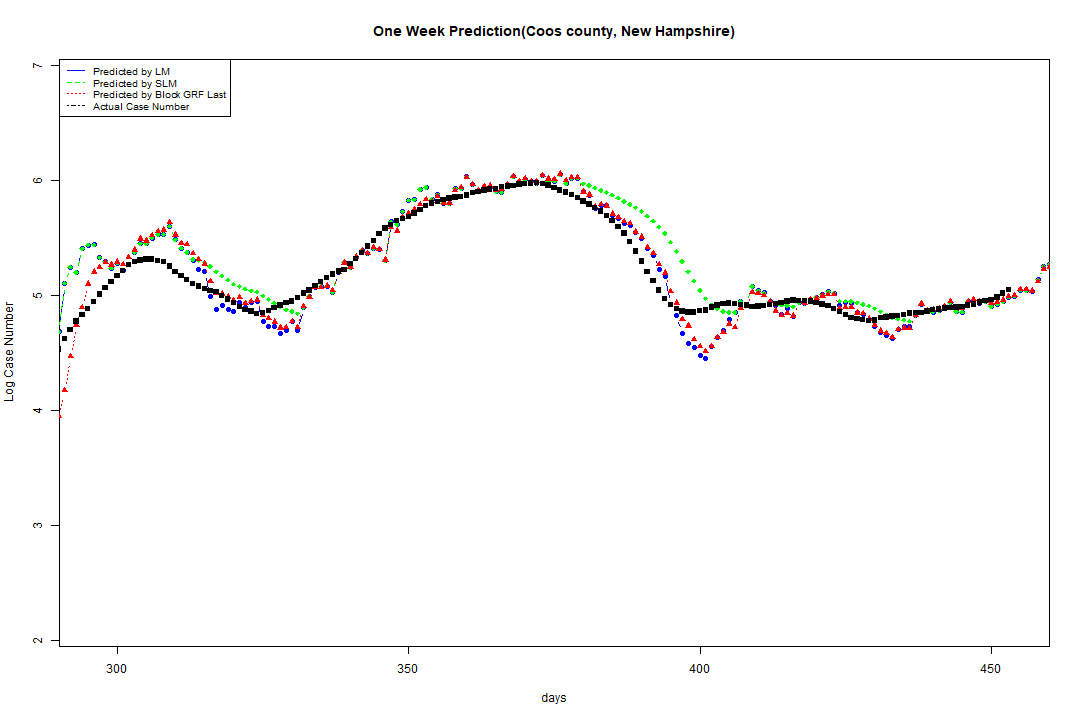 One Week Prediction(Coos county, New Hampshire)
Predicted by LM
Predicted by SLM
Predicted by Block GRF Last
Actual Case Number
7
6
5
4
3
2
Log Case Number
300 350 400 450
days